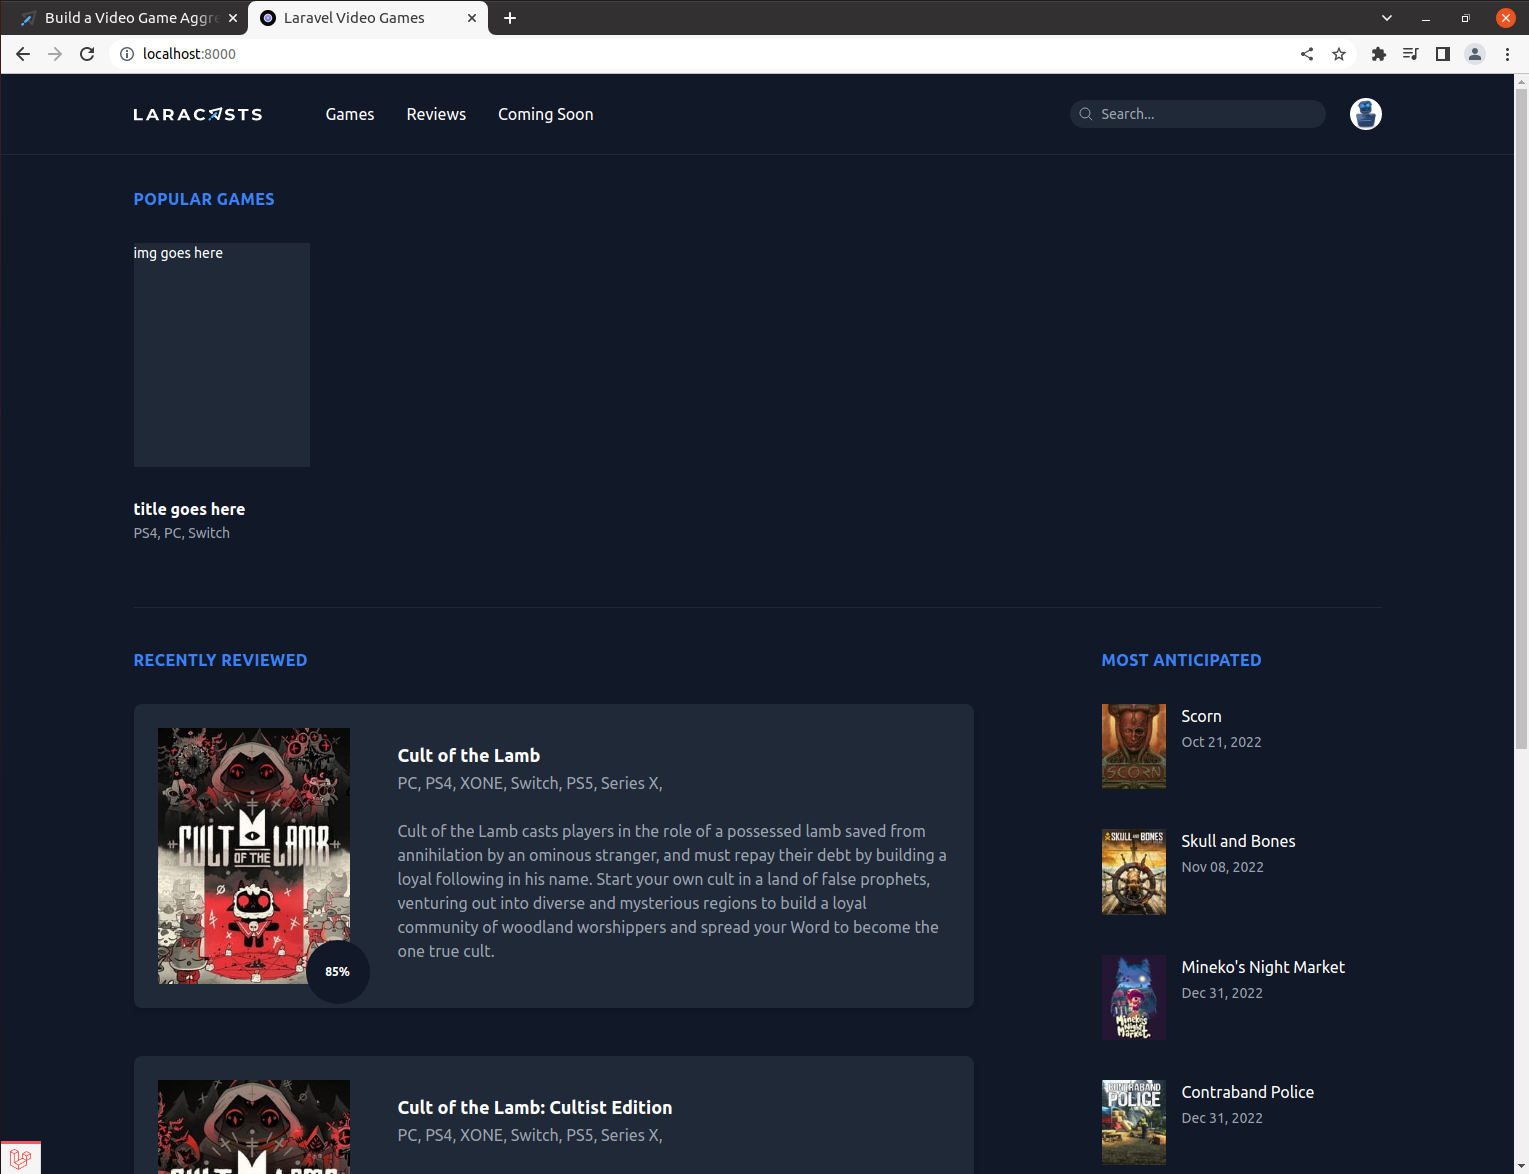 Build a Video Game Aggre
Laravel Video Games
localhost:8000
LARACASTS
Games
Reviews
Coming Soon
Search...
POPULAR GAMES
img goes here
title goes here
PS4, PC, Switch
RECENTLY REVIEWED
CULT OF THE LAMB
85%
Cult of the Lamb
PC, PS4, XONE, Switch, PS5, Series X,
Cult of the Lamb casts players in the role of a possessed lamb saved from
annihilation by an ominous stranger, and must repay their debt by building a
loyal following in his name. Start your own cult in a land of false prophets,
venturing out into diverse and mysterious regions to build a loyal
community of woodland worshippers and spread your Word to become the
one true cult.
Cult of the Lamb: Cultist Edition
PC, PS4, XONE, Switch, PS5, Series X,
MOST ANTICIPATED
SCORN
Scorn
Oct 21, 2022
SKULL AND BONES
Skull and Bones
Nov 08, 2022
Mineko's
Night
Market
Mineko's Night Market
Dec 31, 2022
CONTRABAND
POLICE
Contraband Police
Dec 31, 2022